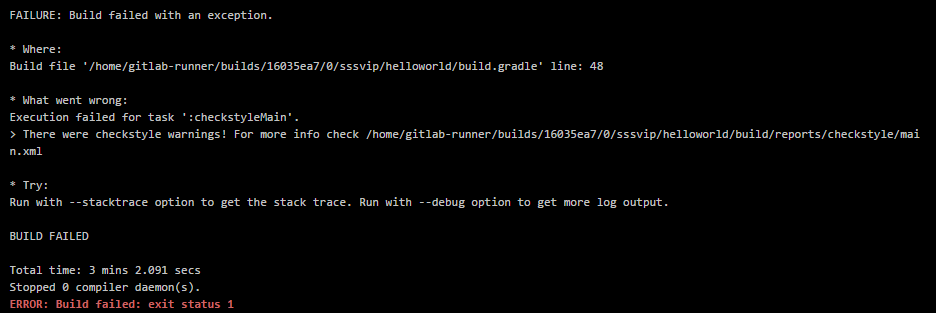 FAILURE: Build failed with an exception.
* Where:
Build file '/home/gitlab-runner/builds/16035ea7/0/sssvip/helloworld/build.gradle' line: 48
* What went wrong:
Execution failed for task ':checkstyleMain'.
> There were checkstyle warnings! For more info check /home/gitlab-runner/builds/16035ea7/0/sssvip/helloworld/build/reports/checkstyle/mai
n.xml
* Try:
Run with --stacktrace option to get the stack trace. Run with --debug option to get more log output.
BUILD FAILED
Total time: 3 mins 2.091 secs
Stopped 0 compiler daemon(s).
ERROR: Build failed: exit status 1